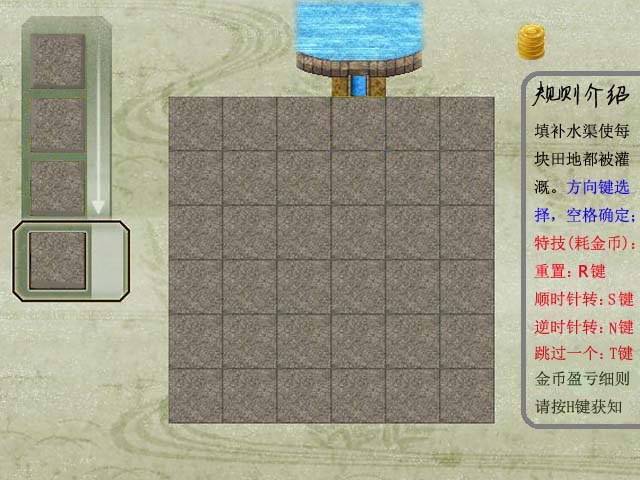 规则介绍
填补水渠使每
块田地都被灌
溉。方向键选
择，空格确定；
特技(耗金币)：
重置：R键
顺时针转：S键
逆时针转：N键
跳过一个：T键
金币盈亏细则
请按H键获知